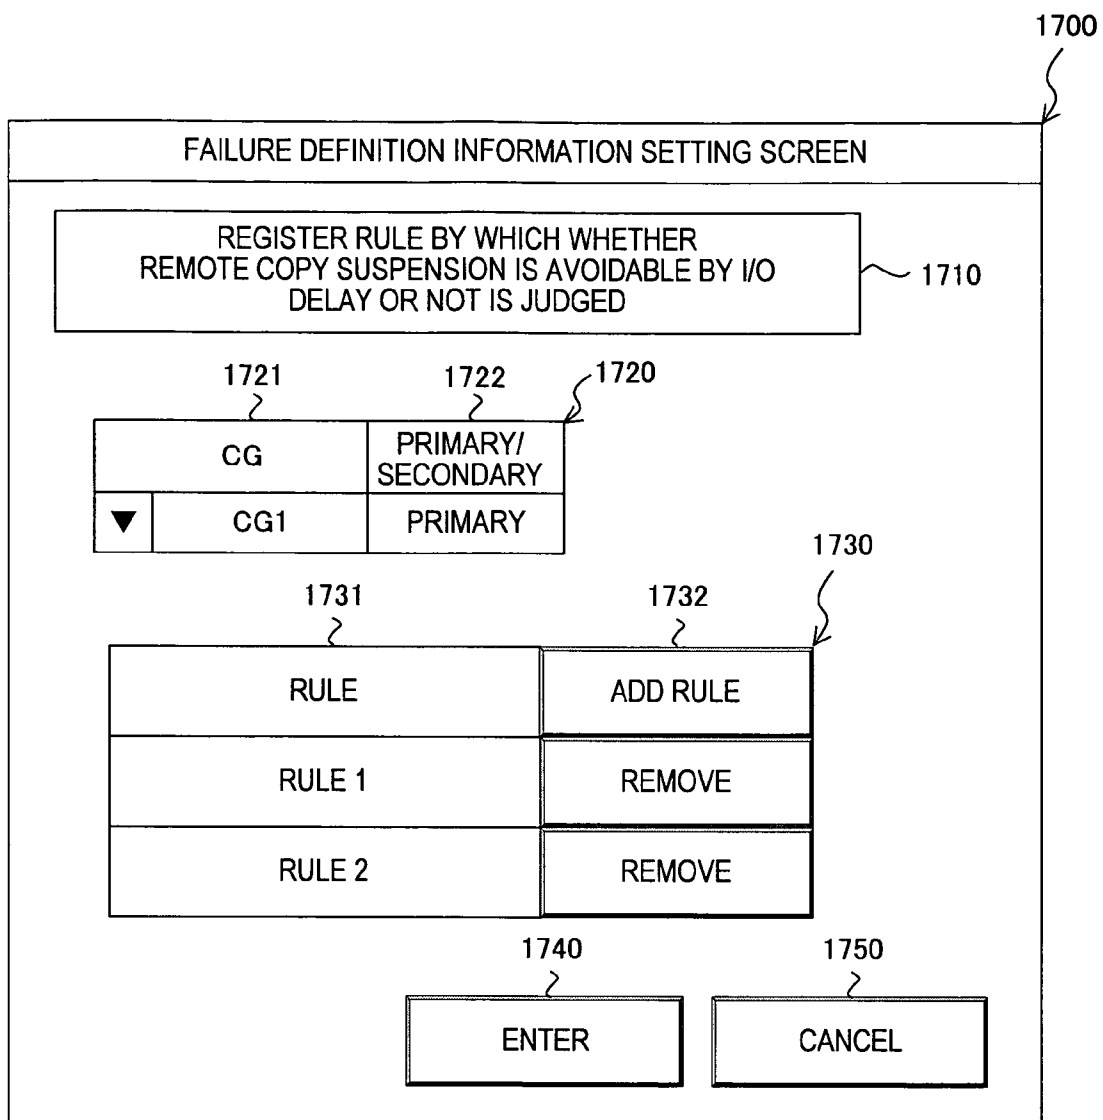 1700
FAILURE DEFINITION INFORMATION SETTING SCREEN
REGISTER RULE BY WHICH WHETHER
REMOTE COPY SUSPENSION IS AVOIDABLE BY I/O
DELAY OR NOT IS JUDGED
1710
1721 1722 1720
CG PRIMARY/
SECONDARY
▼ CG1 PRIMARY
1730
1731 1732
RULE ADD RULE
RULE 1 REMOVE
RULE 2 REMOVE
1740 1750
ENTER CANCEL